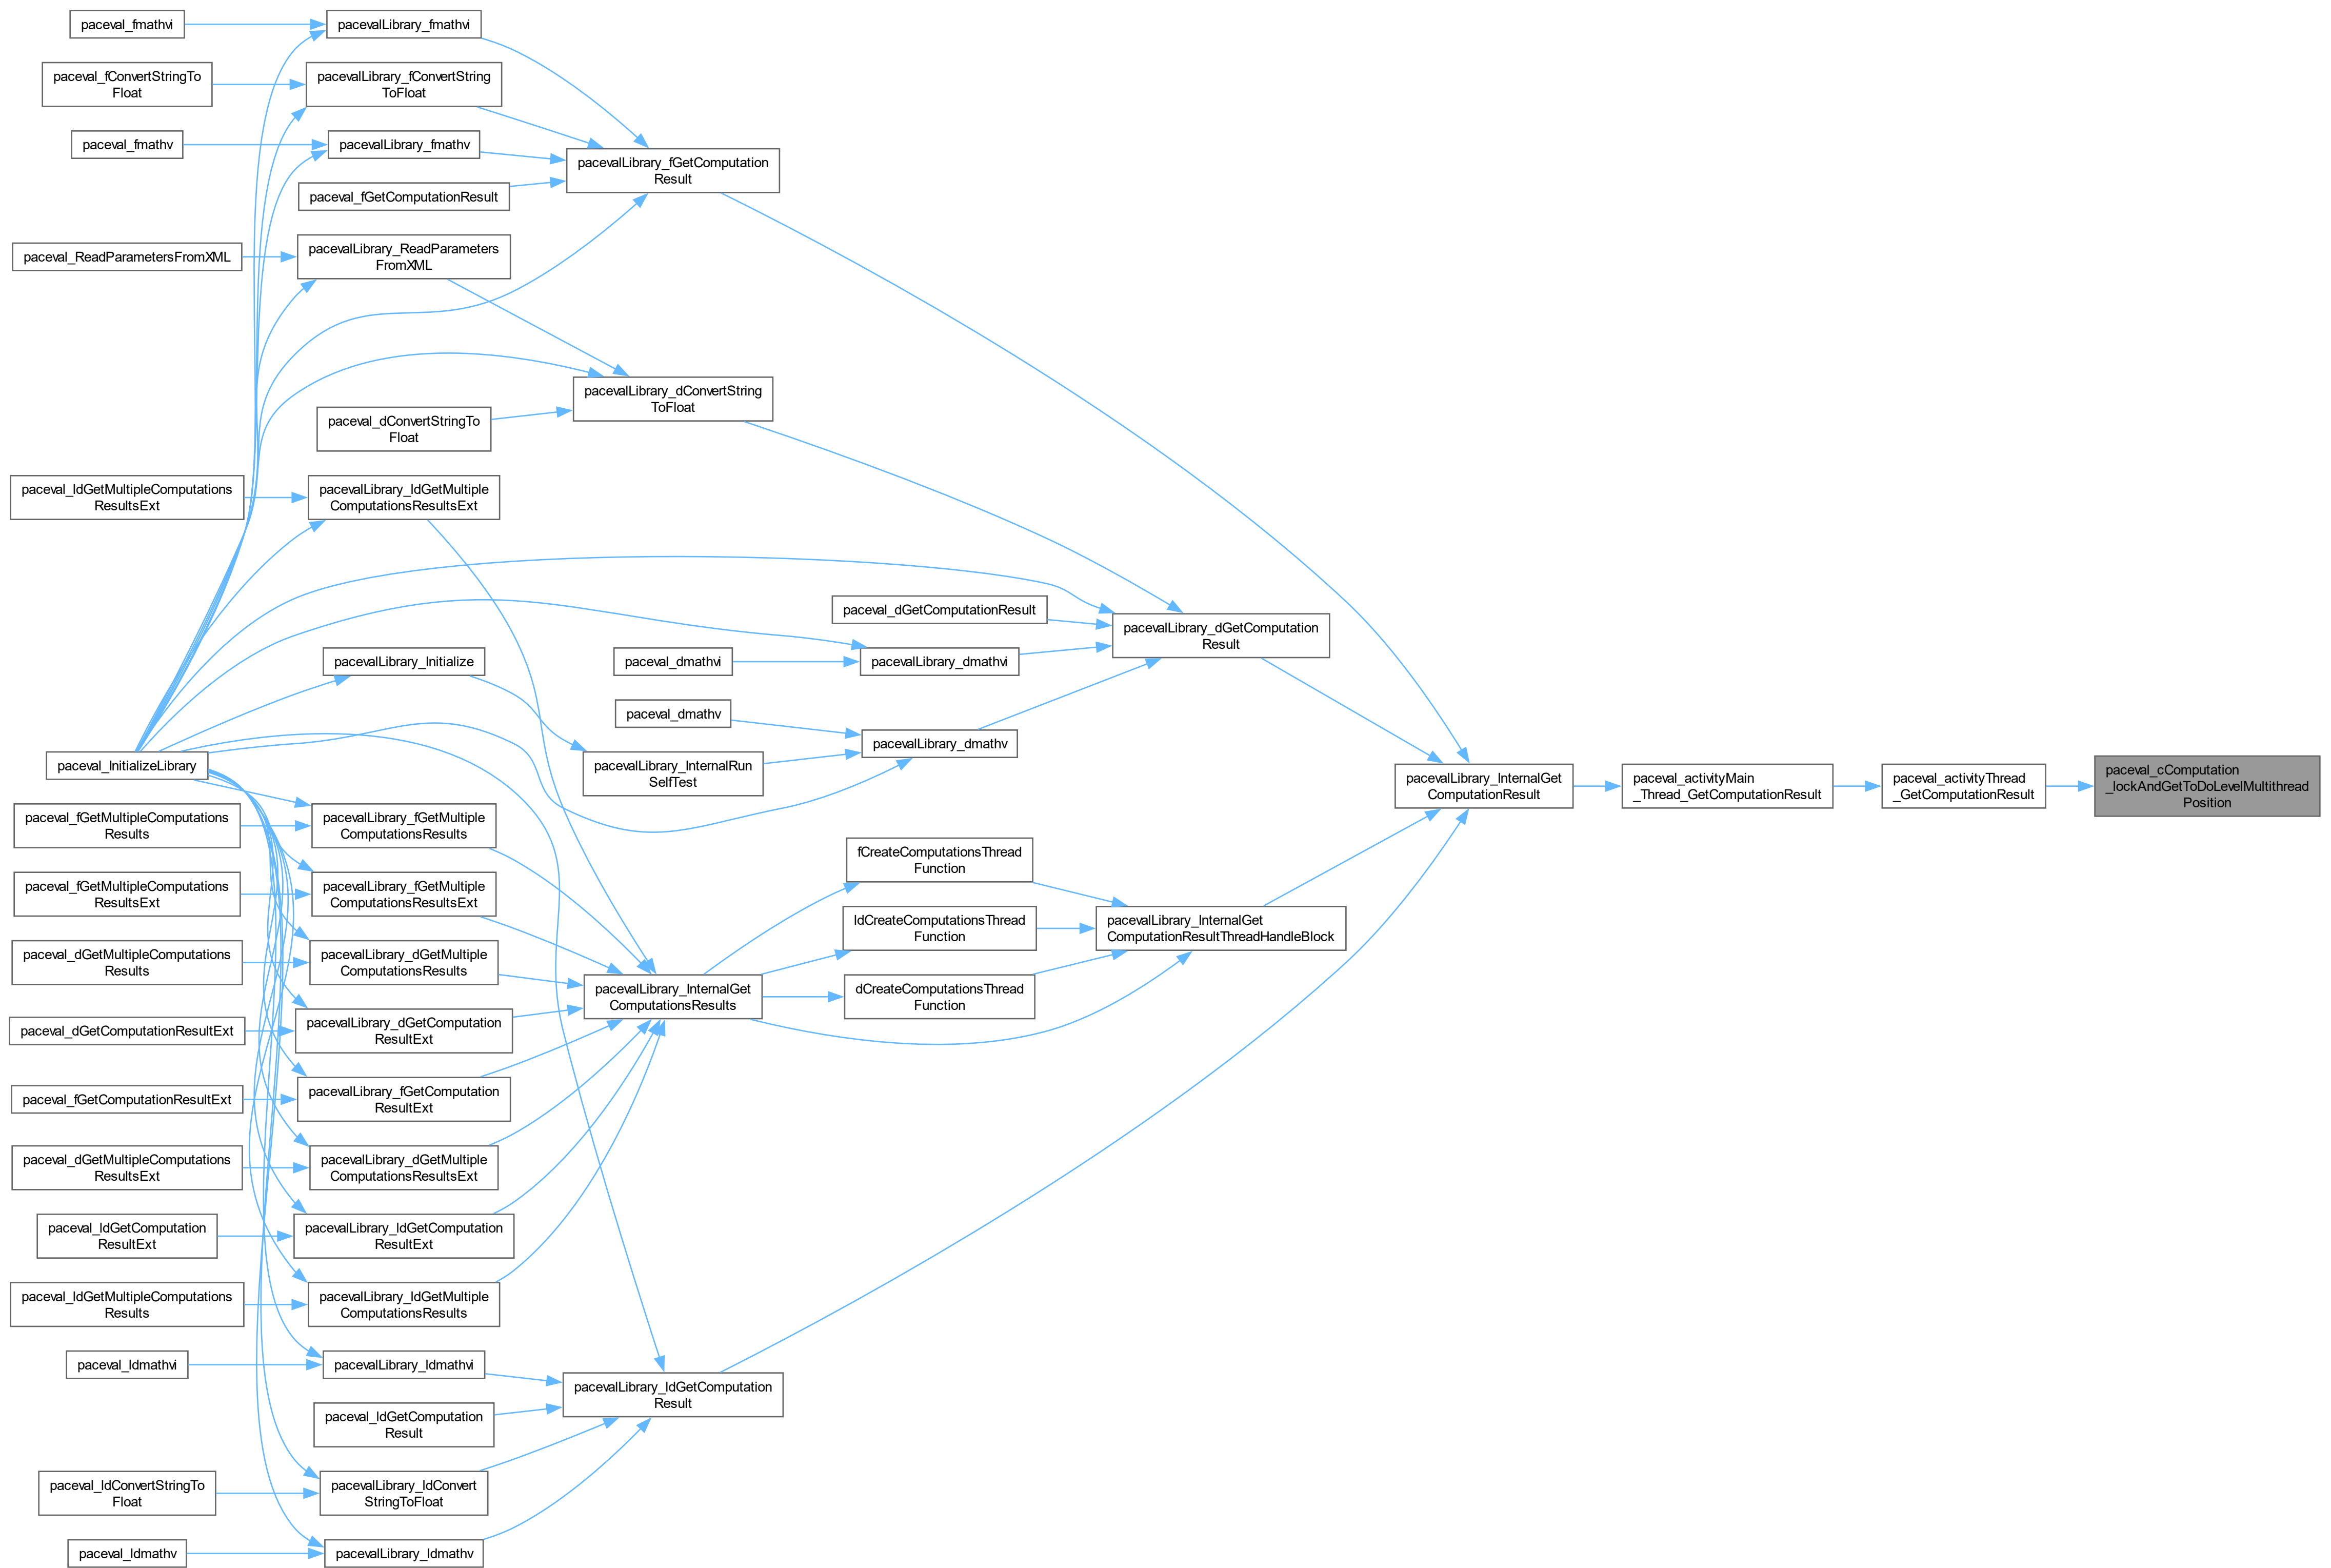 paceval_fmathvi
pacevalLibrary_fmathvi
paceval_fConvertStringTo
Float
pacevalLibrary_fConvertString
ToFloat
paceval_fmathv
pacevalLibrary_fmathv
pacevalLibrary_fGetComputation
Result
paceval_fGetComputationResult
paceval_ReadParametersFromXML
pacevalLibrary_ReadParameters
FromXML
pacevalLibrary_dConvertString
ToFloat
paceval_dConvertStringTo
Float
paceval_ldGetMultipleComputations
ResultsExt
pacevalLibrary_ldGetMultiple
ComputationsResultsExt
paceval_dGetComputationResult
pacevalLibrary_dGetComputation
Result
pacevalLibrary_Initialize
paceval_dmathvi
pacevalLibrary_dmathvi
paceval_dmathv
pacevalLibrary_dmathv
paceval_InitializeLibrary
pacevalLibrary_InternalRun
SelfTest
pacevalLibrary_InternalGet
ComputationResult
paceval_activityMain
_Thread_GetComputationResult
paceval_activityThread
_GetComputationResult
paceval_cComputation
_lockAndGetToDoLevelMultithread
Position
paceval_fGetMultipleComputations
Results
pacevalLibrary_fGetMultiple
ComputationsResults
fCreateComputationsThread
Function
paceval_fGetMultipleComputations
ResultsExt
pacevalLibrary_fGetMultiple
ComputationsResultsExt
ldCreateComputationsThread
Function
pacevalLibrary_InternalGet
ComputationResultThreadHandleBlock
paceval_dGetMultipleComputations
Results
pacevalLibrary_dGetMultiple
ComputationsResults
pacevalLibrary_InternalGet
ComputationsResults
dCreateComputationsThread
Function
paceval_dGetComputationResultExt
pacevalLibrary_dGetComputation
ResultExt
paceval_fGetComputationResultExt
pacevalLibrary_fGetComputation
ResultExt
paceval_dGetMultipleComputations
ResultsExt
pacevalLibrary_dGetMultiple
ComputationsResultsExt
paceval_ldGetComputation
ResultExt
pacevalLibrary_ldGetComputation
ResultExt
paceval_ldGetMultipleComputations
Results
pacevalLibrary_ldGetMultiple
ComputationsResults
paceval_ldmathvi
pacevalLibrary_ldmathvi
pacevalLibrary_ldGetComputation
Result
paceval_ldGetComputation
Result
paceval_ldConvertStringTo
Float
pacevalLibrary_ldConvert
StringToFloat
paceval_ldmathv
pacevalLibrary_ldmathv